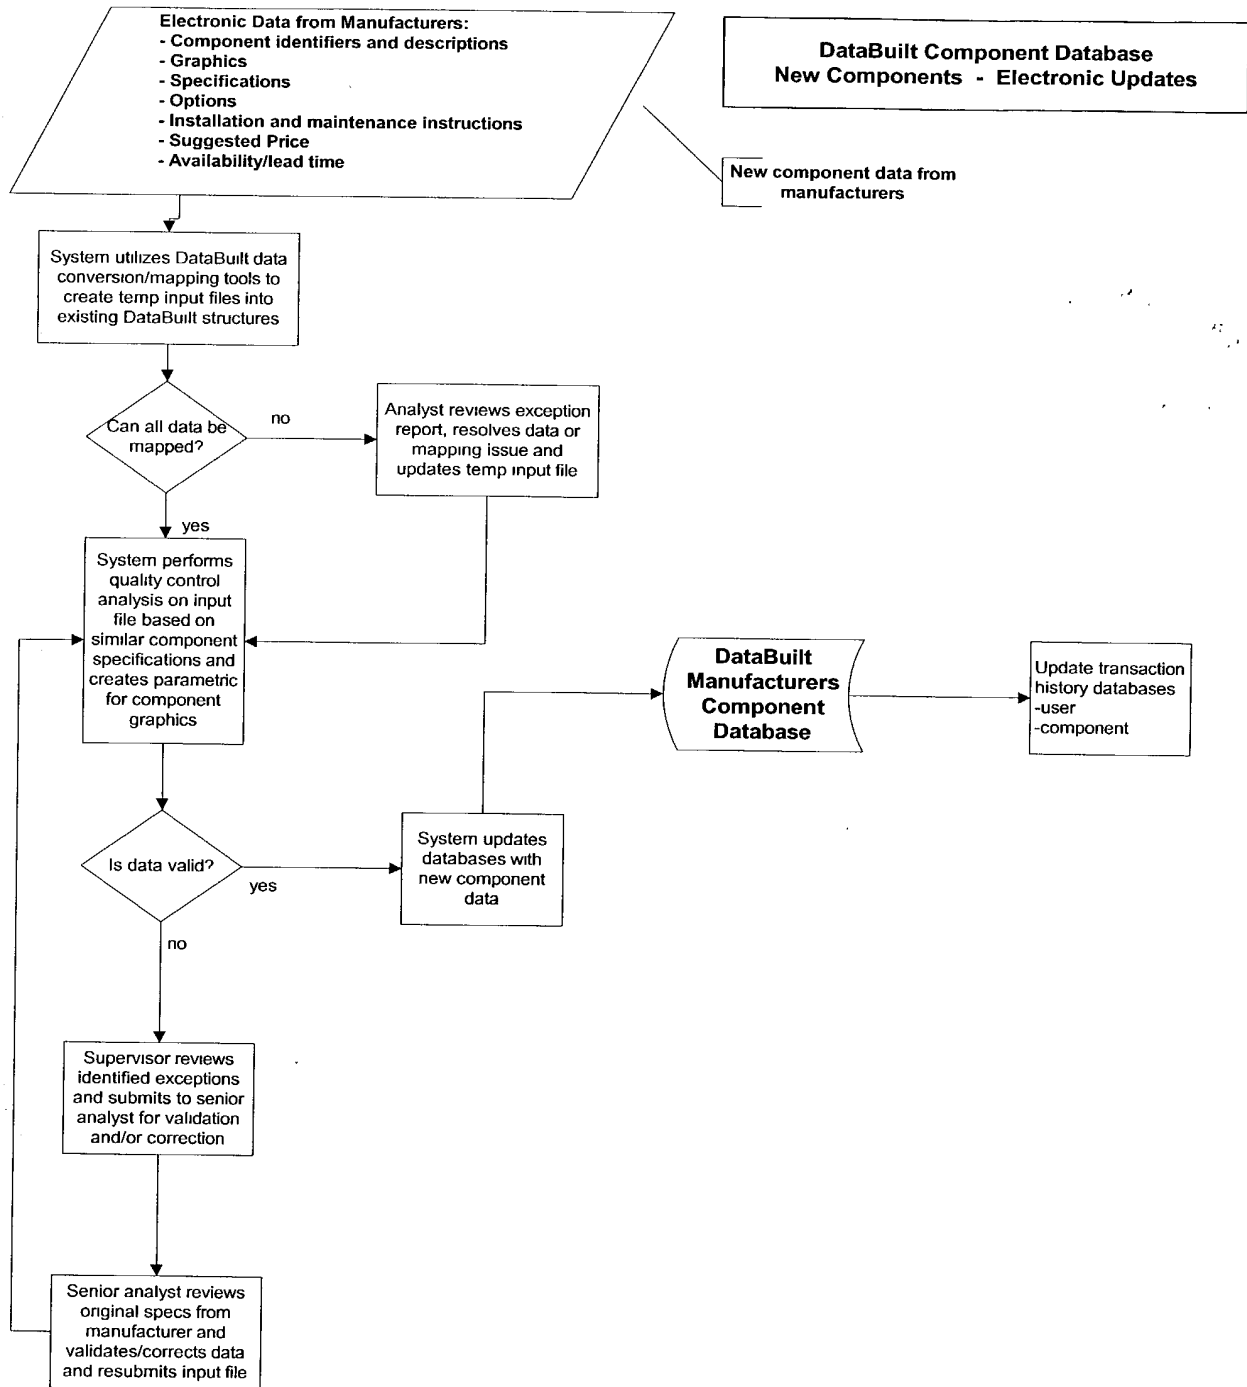 Electronic Data from Manufacturers:
- Component identifiers and descriptions
- Graphics
- Specifications
- Options
- Installation and maintenance instructions
- Suggested Price
- Availability/lead time
DataBuilt Component Database
New Components - Electronic Updates
New component data from
manufacturers
System utilizes DataBuilt data
conversion/mapping tools to
create temp input files into
existing DataBuilt structures
Can all data be
mapped?
no
Analyst reviews exception
report, resolves data or
mapping issue and
updates temp input file
yes
System performs
quality control
analysis on input
file based on
similar component
specifications and
creates parametric
for component
graphics
DataBuilt
Manufacturers
Component
Database
Update transaction
history databases
-user
-component
Is data valid?
yes
System updates
databases with
new component
data
no
Supervisor reviews
identified exceptions
and submits to senior
analyst for validation
and/or correction
Senior analyst reviews
original specs from
manufacturer and
validates/corrects data
and resubmits input file